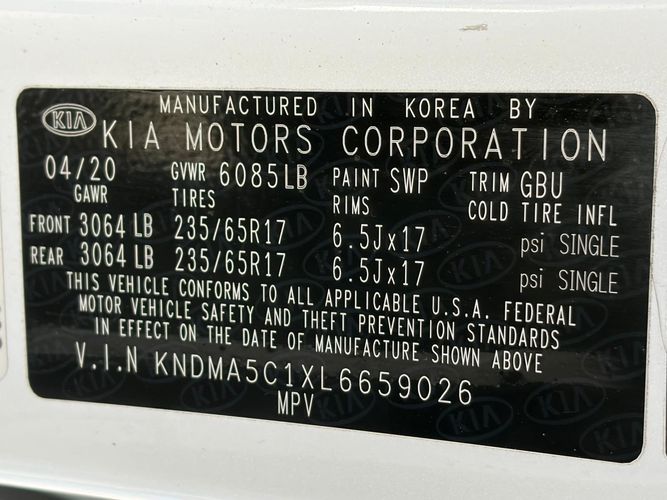 MANUFACTURED IN KOREA BY
KIA KIA MOTORS CORPORATION
04/20 GVWR 6085LB PAINT SWP TRIM GBU
GAWR TIRES RIMS COLD TIRE INFL
FRONT 3064 LB 235/65R17 6.5Jx17 psi SINGLE
REAR 3064 LB 235/65R17 6.5Jx17 psi SINGLE
THIS VEHICLE CONFORMS TO ALL APPLICABLE U.S.A. FEDERAL
MOTOR VEHICLE SAFETY AND THEFT PREVENTION STANDARDS
IN EFFECT ON THE DATE OF MANUFACTURE SHOWN ABOVE
V.I.N KNDMA5C1XL6659026
MPV